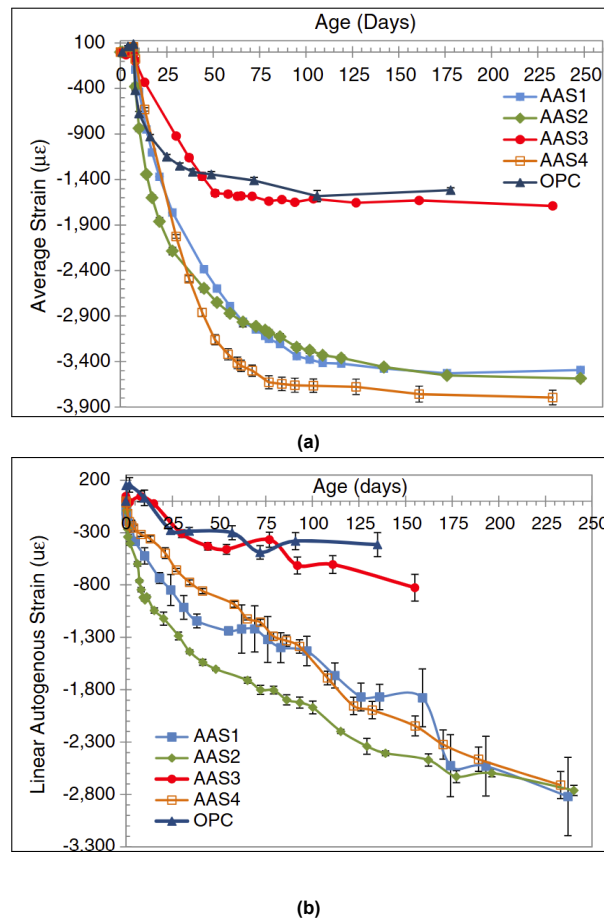 Age (Days)
100
0 25 50 75 100 125 150 175 200 225 250
-400
-900
-1,400
-1,900
-2,400
-2,900
-3,400
-3,900
Average Strain (με)
AAS1
AAS2
AAS3
AAS4
OPC
(a)
200
Age (days)
0 25 50 75 100 125 150 175 200 225 250
-300
-800
-1.300
-1.800
-2.300
-2.800
-3.300
Linear Autogenous Strain (με)
AAS1
AAS2
AAS3
AAS4
OPC
(b)